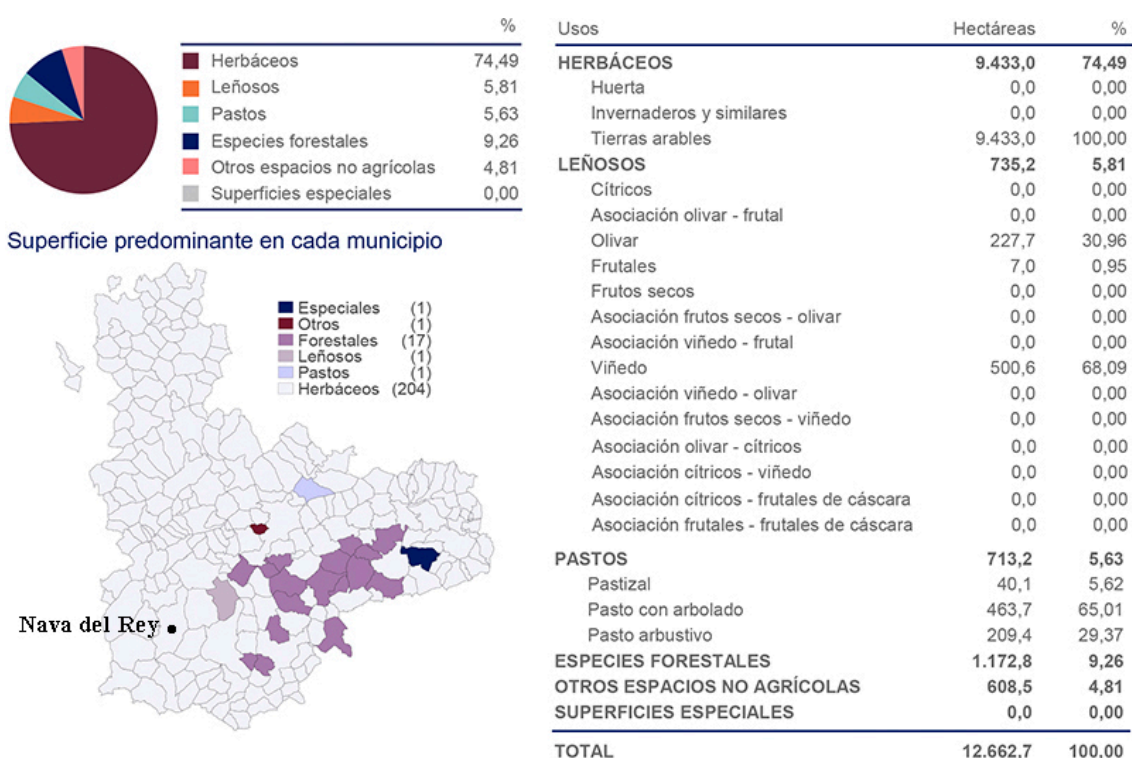 %
Herbáceos 74,49
Leñosos 5,81
Pastos 5,63
Especies forestales 9,26
Otros espacios no agrícolas 4,81
Superficies especiales 0,00
Superficie predominante en cada municipio
Especiales (1)
Otros (1)
Forestales (17)
Leñosos (1)
Pastos (1)
Herbáceos (204)
Nava del Rey
Usos Hectáreas %
HERBÁCEOS 9.433,0 74,49
Huerta 0,0 0,00
Invernaderos y similares 0,0 0,00
Tierras arables 9.433,0 100,00
LEÑOSOS 735,2 5,81
Cítricos 0,0 0,00
Asociación olivar - frutal 0,0 0,00
Olivar 227,7 30,96
Frutales 7,0 0,95
Frutos secos 0,0 0,00
Asociación frutos secos - olivar 0,0 0,00
Asociación viñedo - frutal 0,0 0,00
Viñedo 500,6 68,09
Asociación viñedo - olivar 0,0 0,00
Asociación frutos secos - viñedo 0,0 0,00
Asociación olivar - cítricos 0,0 0,00
Asociación cítricos - viñedo 0,0 0,00
Asociación cítricos - frutales de cáscara 0,0 0,00
Asociación frutales - frutales de cáscara 0,0 0,00
PASTOS 713,2 5,63
Pastizal 40,1 5,62
Pasto con arbolado 463,7 65,01
Pasto arbustivo 209,4 29,37
ESPECIES FORESTALES 1.172,8 9,26
OTROS ESPACIOS NO AGRÍCOLAS 608,5 4,81
SUPERFICIES ESPECIALES 0,0 0,00
TOTAL 12.662,7 100,00